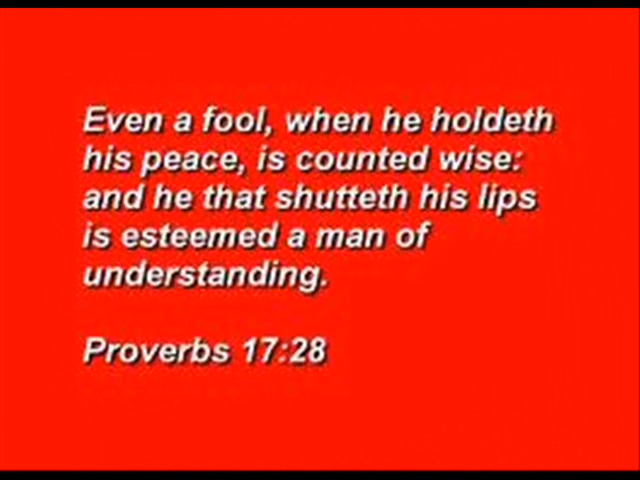 Even a fool, when he holdeth
his peace, is counted wise:
and he that shutteth his lips
is esteemed a man of
understanding.
Proverbs 17:28